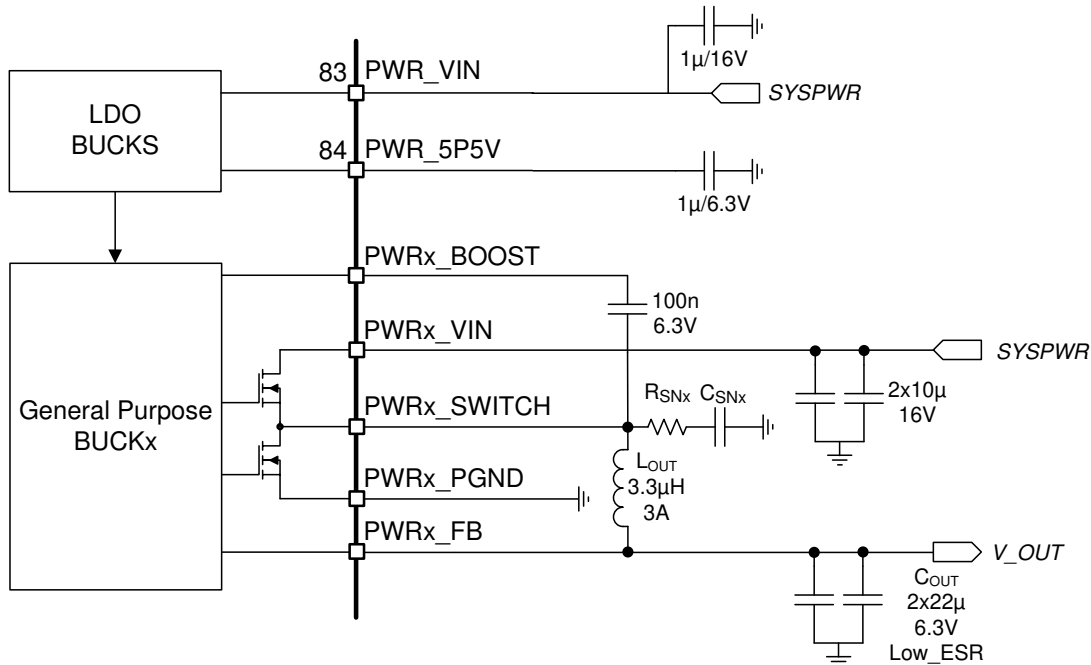 1µ/16V
83
PWR_VIN
SYSPWR
LDO
BUCKS
84
PWR_5P5V
1µ/6.3V
PWRx_BOOST
100n
6.3V
PWRx_VIN
SYSPWR
2x10µ
16V
General Purpose
BUCKx
PWRx_SWITCH
RSNx
CSNx
LOUT
3.3µH
3A
PWRx_PGND
PWRx_FB
V_OUT
COUT
2x22µ
6.3V
Low_ESR